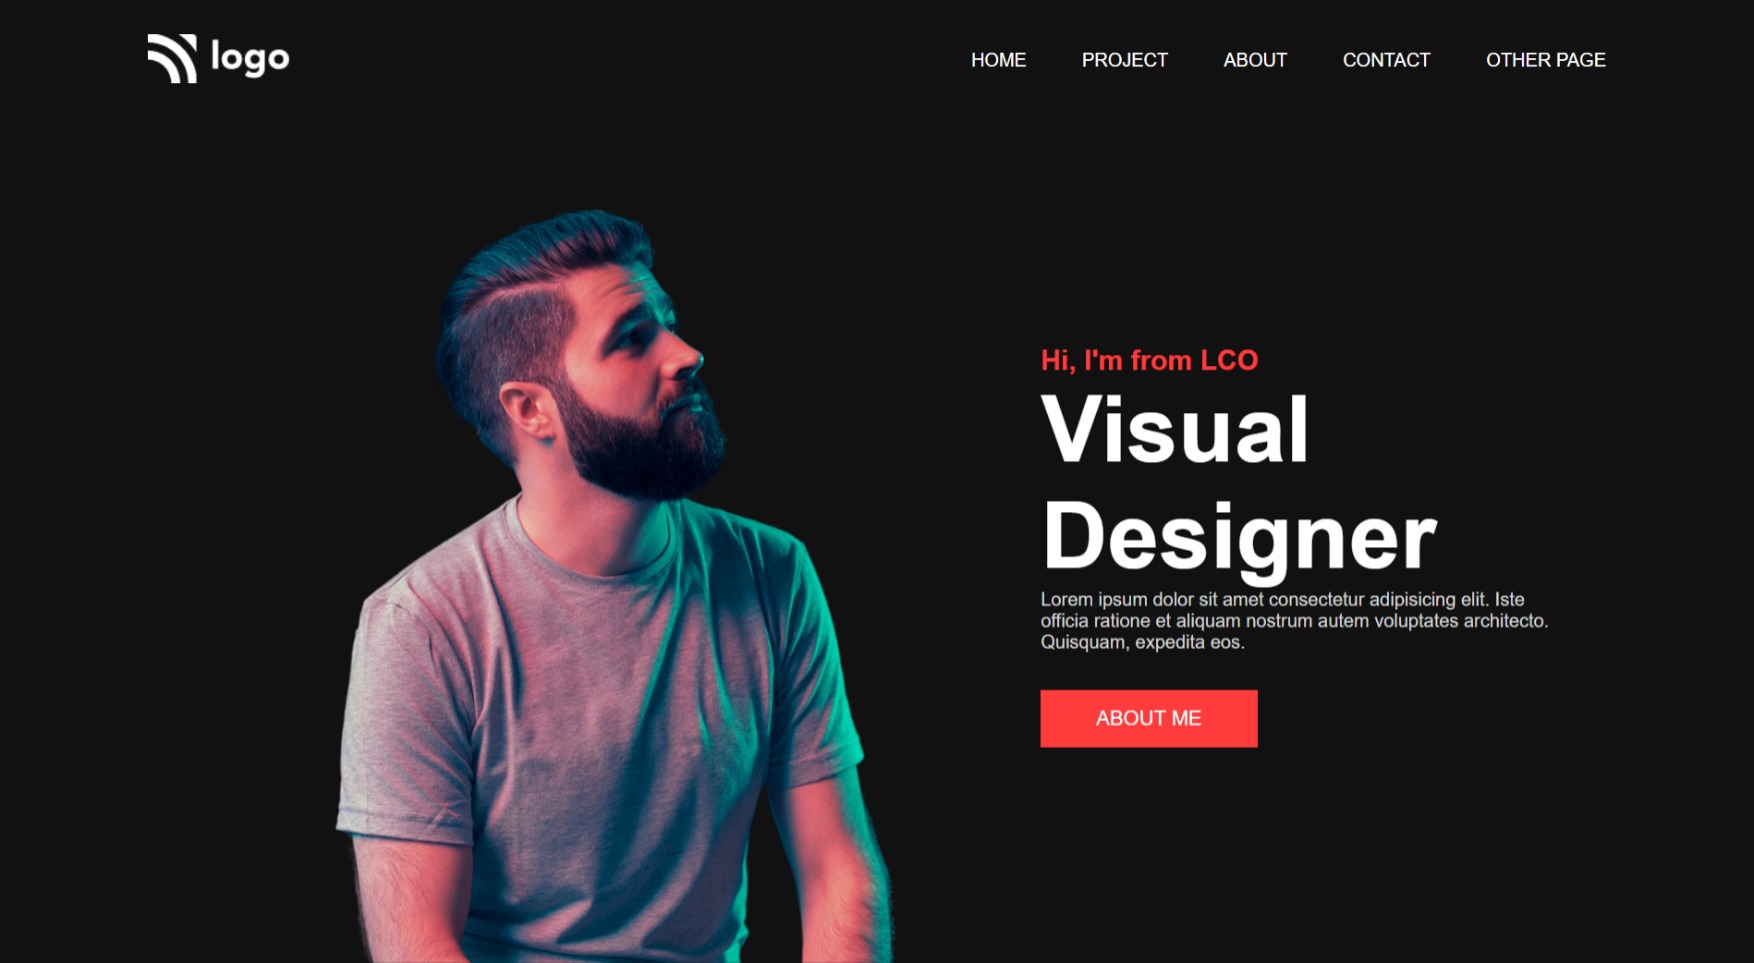 logo
HOME PROJECT ABOUT CONTACT OTHER PAGE
Hi, I'm from LCO
Visual
Designer
Lorem ipsum dolor sit amet consectetur adipisicing elit. Iste
officia ratione et aliquam nostrum autem voluptates architecto.
Quisquam, expedita eos.
ABOUT ME